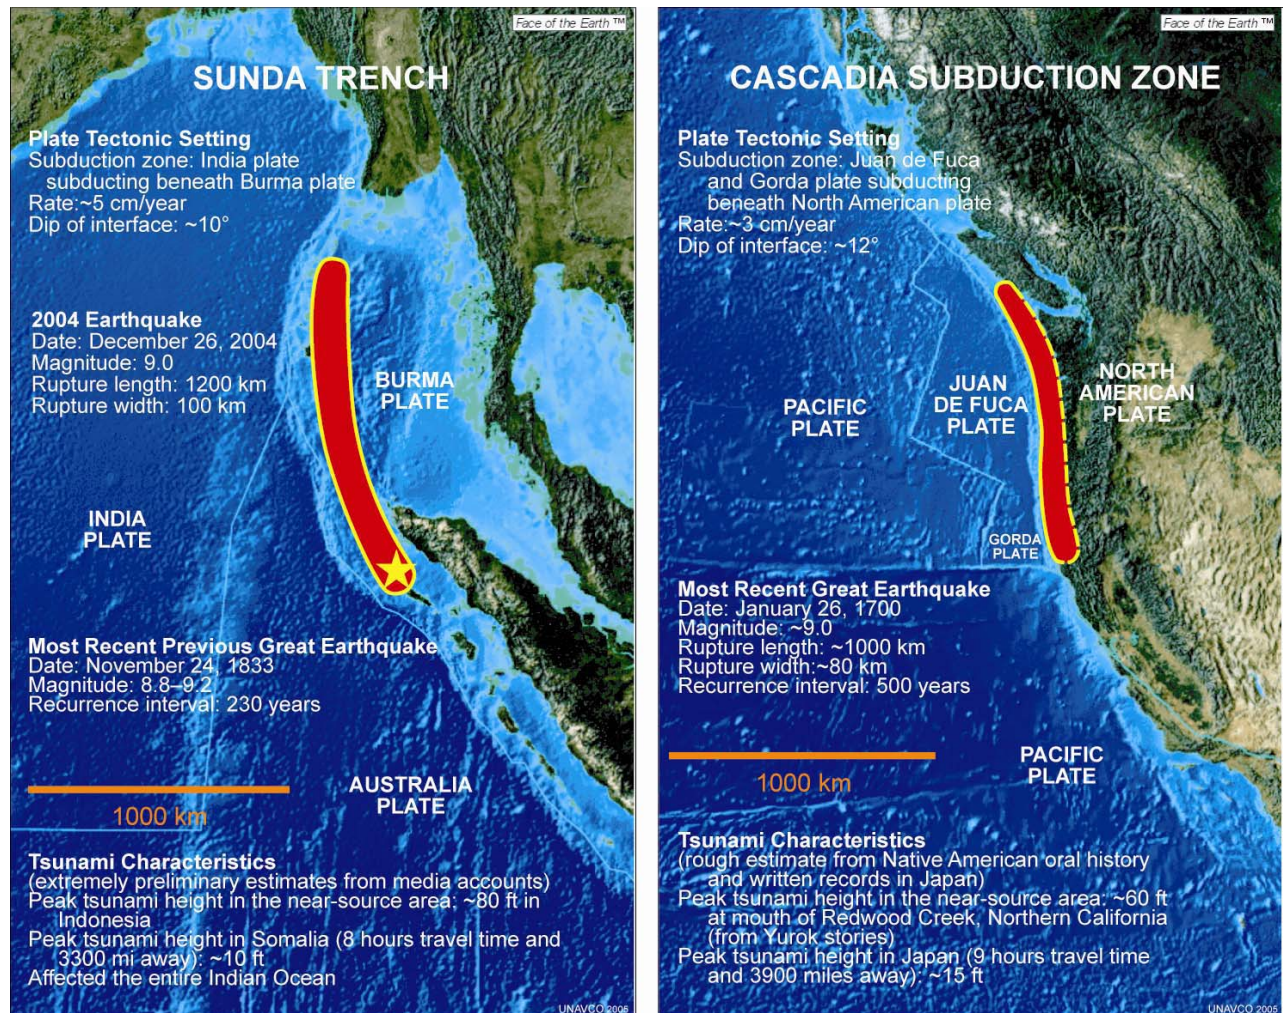 Face of the Earth ™
SUNDA TRENCH
Plate Tectonic Setting
Subduction zone: India plate
subducting beneath Burma plate
Rate:~5 cm/year
Dip of interface: ~10°
2004 Earthquake
Date: December 26, 2004
Magnitude: 9.0
Rupture length: 1200 km
Rupture width: 100 km
BURMA
PLATE
INDIA
PLATE
Most Recent Previous Great Earthquake
Date: November 24, 1833
Magnitude: 8.8–9.2
Recurrence interval: 230 years
AUSTRALIA
PLATE
1000 km
Tsunami Characteristics
(extremely preliminary estimates from media accounts)
Peak tsunami height in the near-source area: ~80 ft in
Indonesia
Peak tsunami height in Somalia (8 hours travel time and
3300 mi away): ~10 ft
Affected the entire Indian Ocean
UNAVCO 2005
Face of the Earth ™
CASCADIA SUBDUCTION ZONE
Plate Tectonic Setting
Subduction zone: Juan de Fuca
and Gorda plate subducting
beneath North American plate
Rate:~3 cm/year
Dip of interface: ~12°
PACIFIC
PLATE
JUAN
DE FUCA
PLATE
NORTH
AMERICAN
PLATE
GORDA
PLATE
Most Recent Great Earthquake
Date: January 26, 1700
Magnitude: ~9.0
Rupture length: ~1000 km
Rupture width:~80 km
Recurrence interval: 500 years
PACIFIC
PLATE
1000 km
Tsunami Characteristics
(rough estimate from Native American oral history
and written records in Japan)
Peak tsunami height in the near-source area: ~60 ft
at mouth of Redwood Creek, Northern California
(from Yurok stories)
Peak tsunami height in Japan (9 hours travel time
and 3900 miles away): ~15 ft
UNAVCO 2005